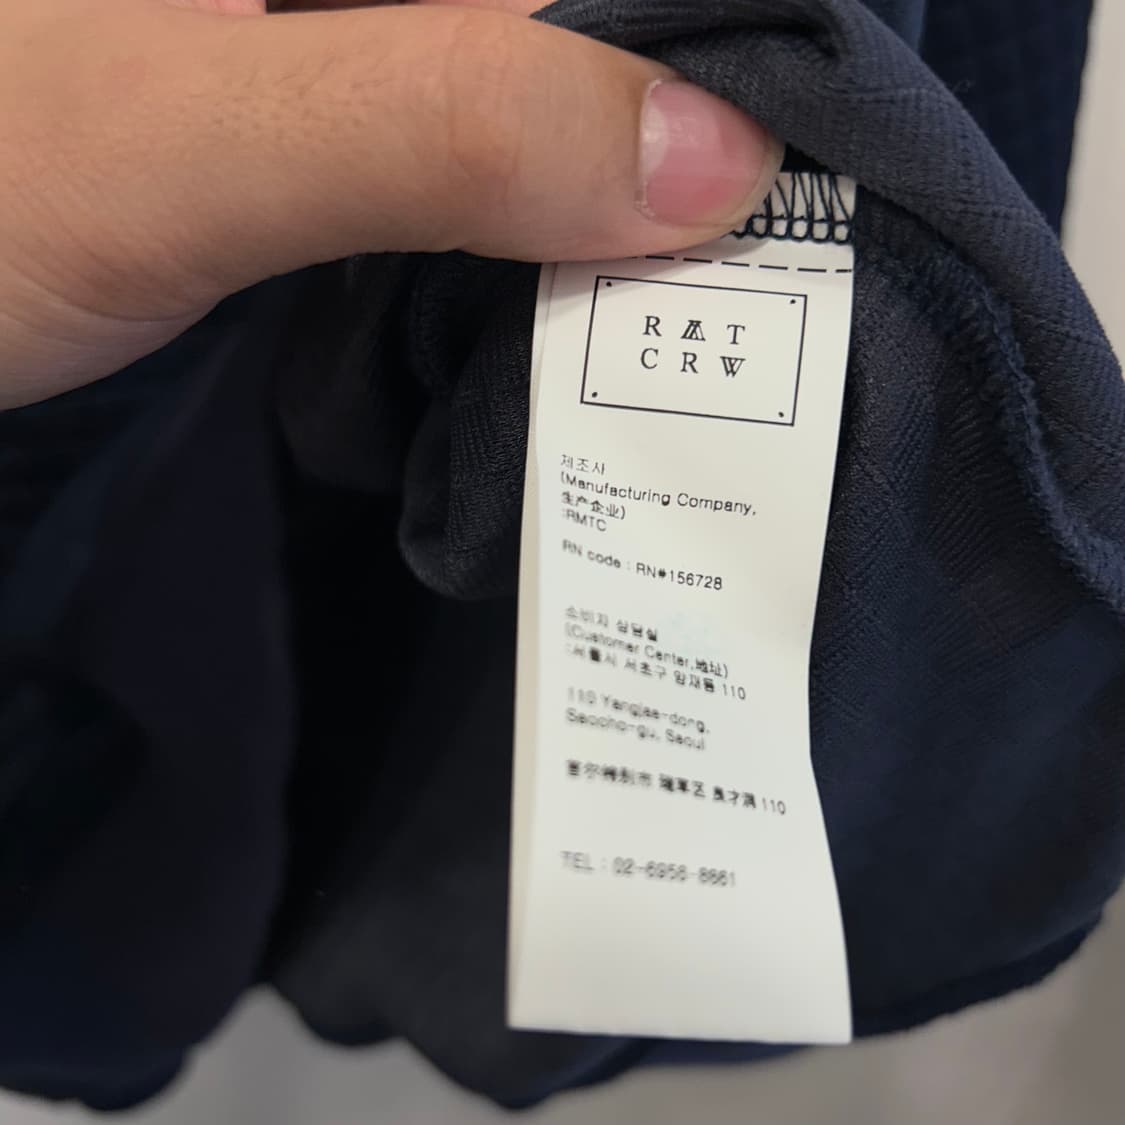 R A T
C R W
제조사
(Manufacturing Company,
生产企业)
:RMTC
RN code : RN#156728
소비자 상담실
(Customer Center,地址)
:서울시 서초구 양재동 110
110 Yangjae-dong,
Seocho-gu, Seoul
110
TEL : 02-6956-8861